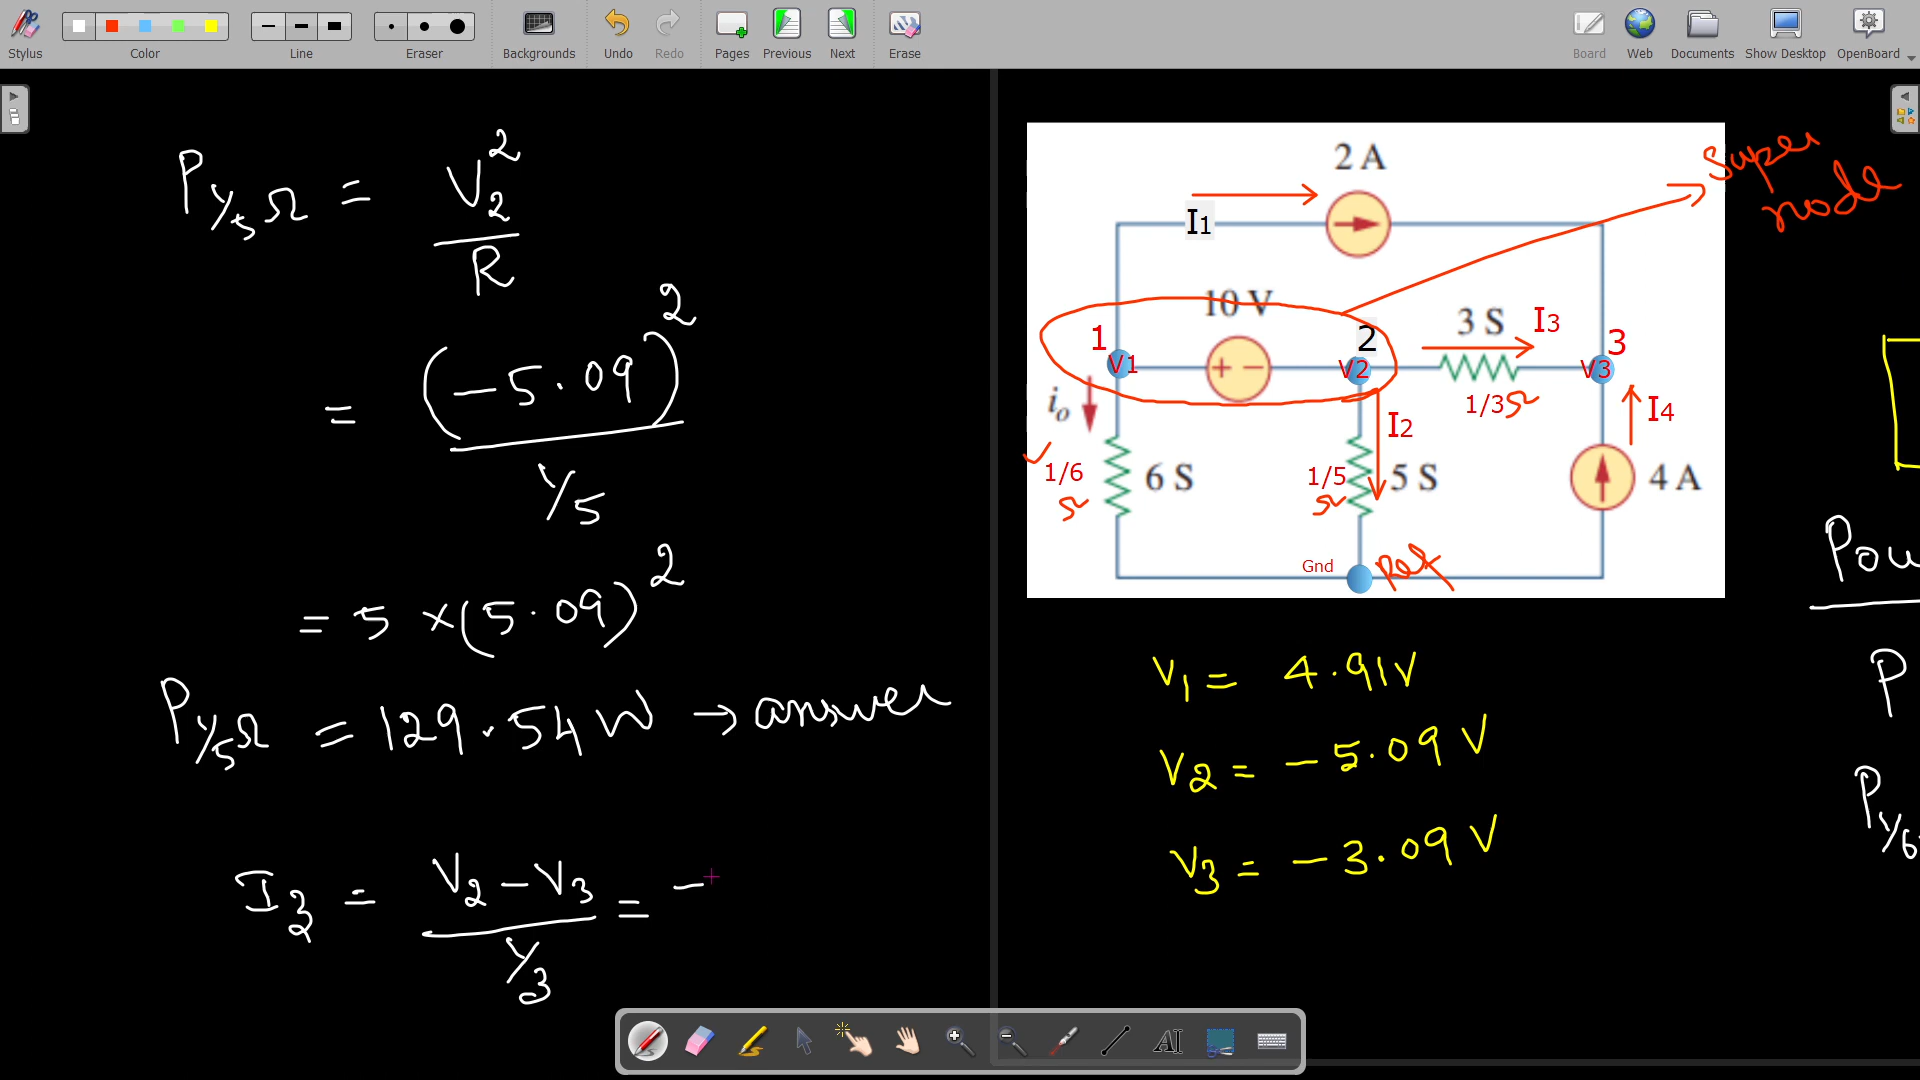 Stylus Color Line Eraser Backgrounds Undo Redo Pages Previous Next Erase Board Web Documents Show Desktop OpenBoard
P1/5Ω = V2² / R
= (-5.09)² / 1/5
= 5 × (5.09)²
P1/5Ω = 129.54 W → answer
I3 = V2 - V3 / 1/3 = -
2 A
I1
Super
node
10 V
1 V1
+ −
2 V2
3 S I3
3 V3
1/3Ω
io
I2
I4
1/6 Ω
6 S
1/5 Ω
5 S
4 A
Gnd Ref
V1 = 4.91V
V2 = -5.09 V
V3 = -3.09 V
Pow
P
P1/6